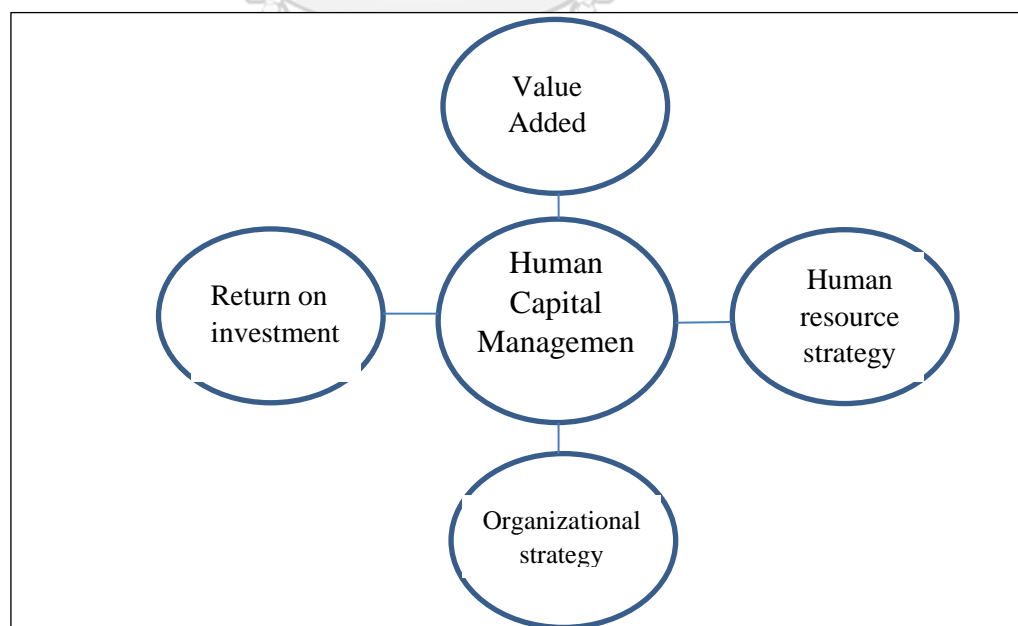 Value
Added
Return on
investment
Human
Capital
Managemen
Human
resource
strategy
Organizational
strategy